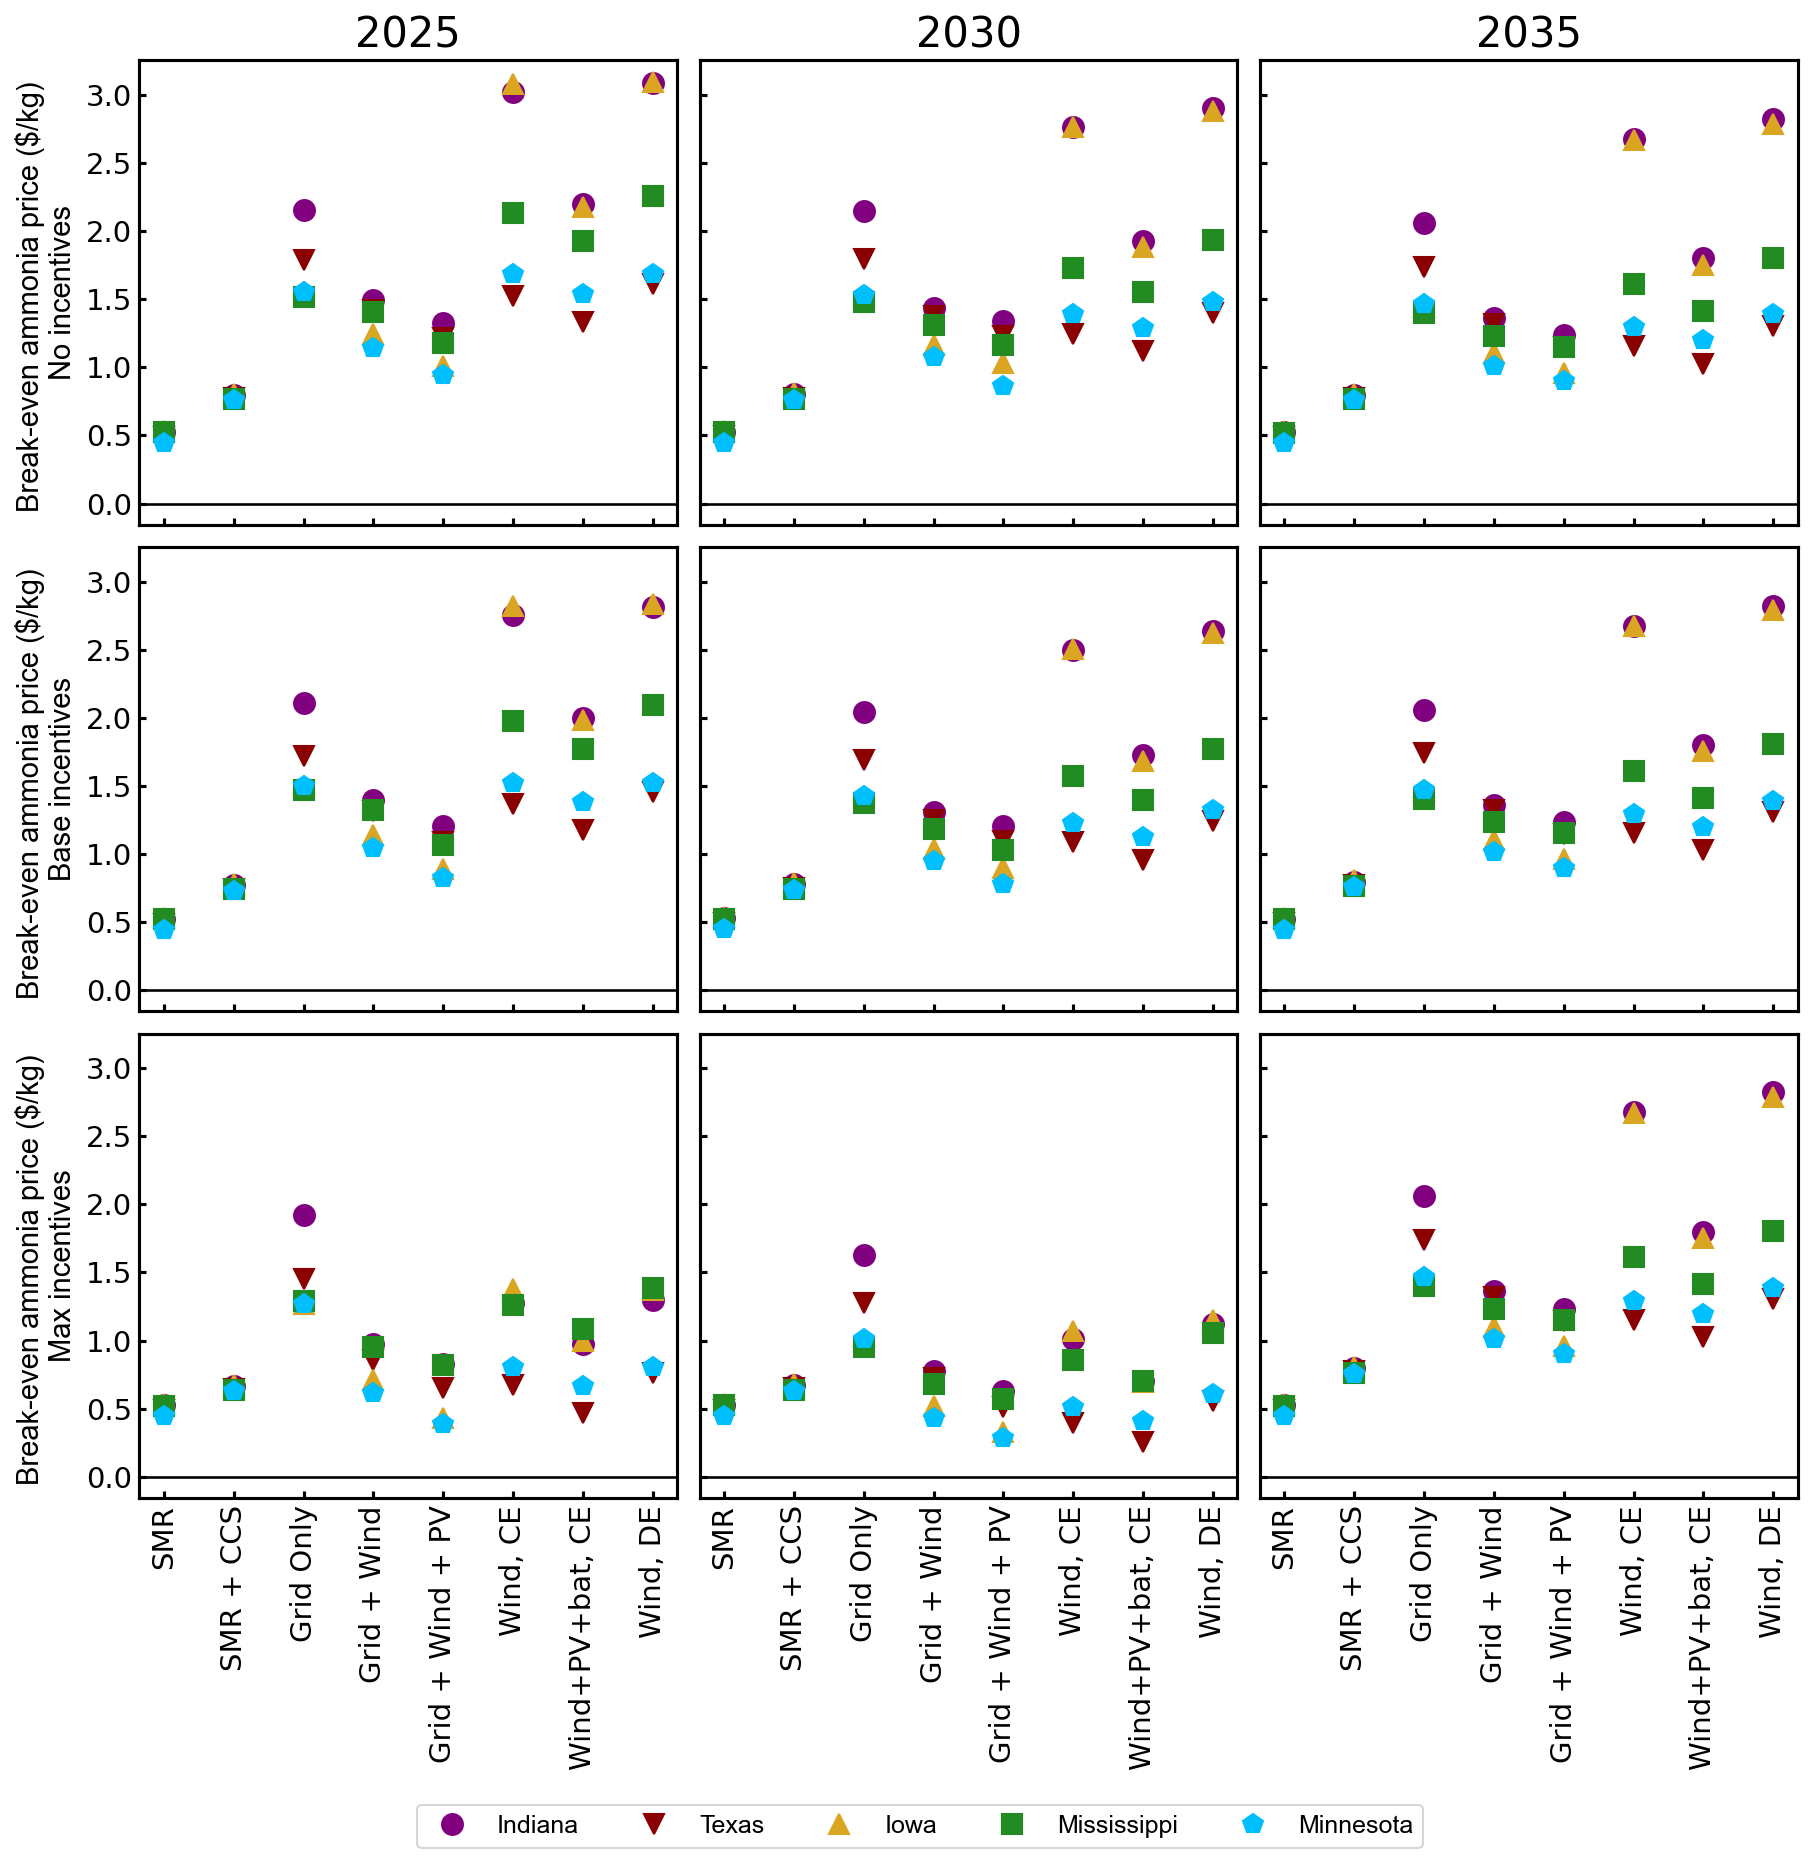 2025 2030 2035
Break-even ammonia price ($/kg)
No incentives
3.0
2.5
2.0
1.5
1.0
0.5
0.0
Break-even ammonia price ($/kg)
Base incentives
3.0
2.5
2.0
1.5
1.0
0.5
0.0
Break-even ammonia price ($/kg)
Max incentives
3.0
2.5
2.0
1.5
1.0
0.5
0.0
SMR
SMR + CCS
Grid Only
Grid + Wind
Grid + Wind + PV
Wind, CE
Wind+PV+bat, CE
Wind, DE
SMR
SMR + CCS
Grid Only
Grid + Wind
Grid + Wind + PV
Wind, CE
Wind+PV+bat, CE
Wind, DE
SMR
SMR + CCS
Grid Only
Grid + Wind
Grid + Wind + PV
Wind, CE
Wind+PV+bat, CE
Wind, DE
Indiana Texas Iowa Mississippi Minnesota